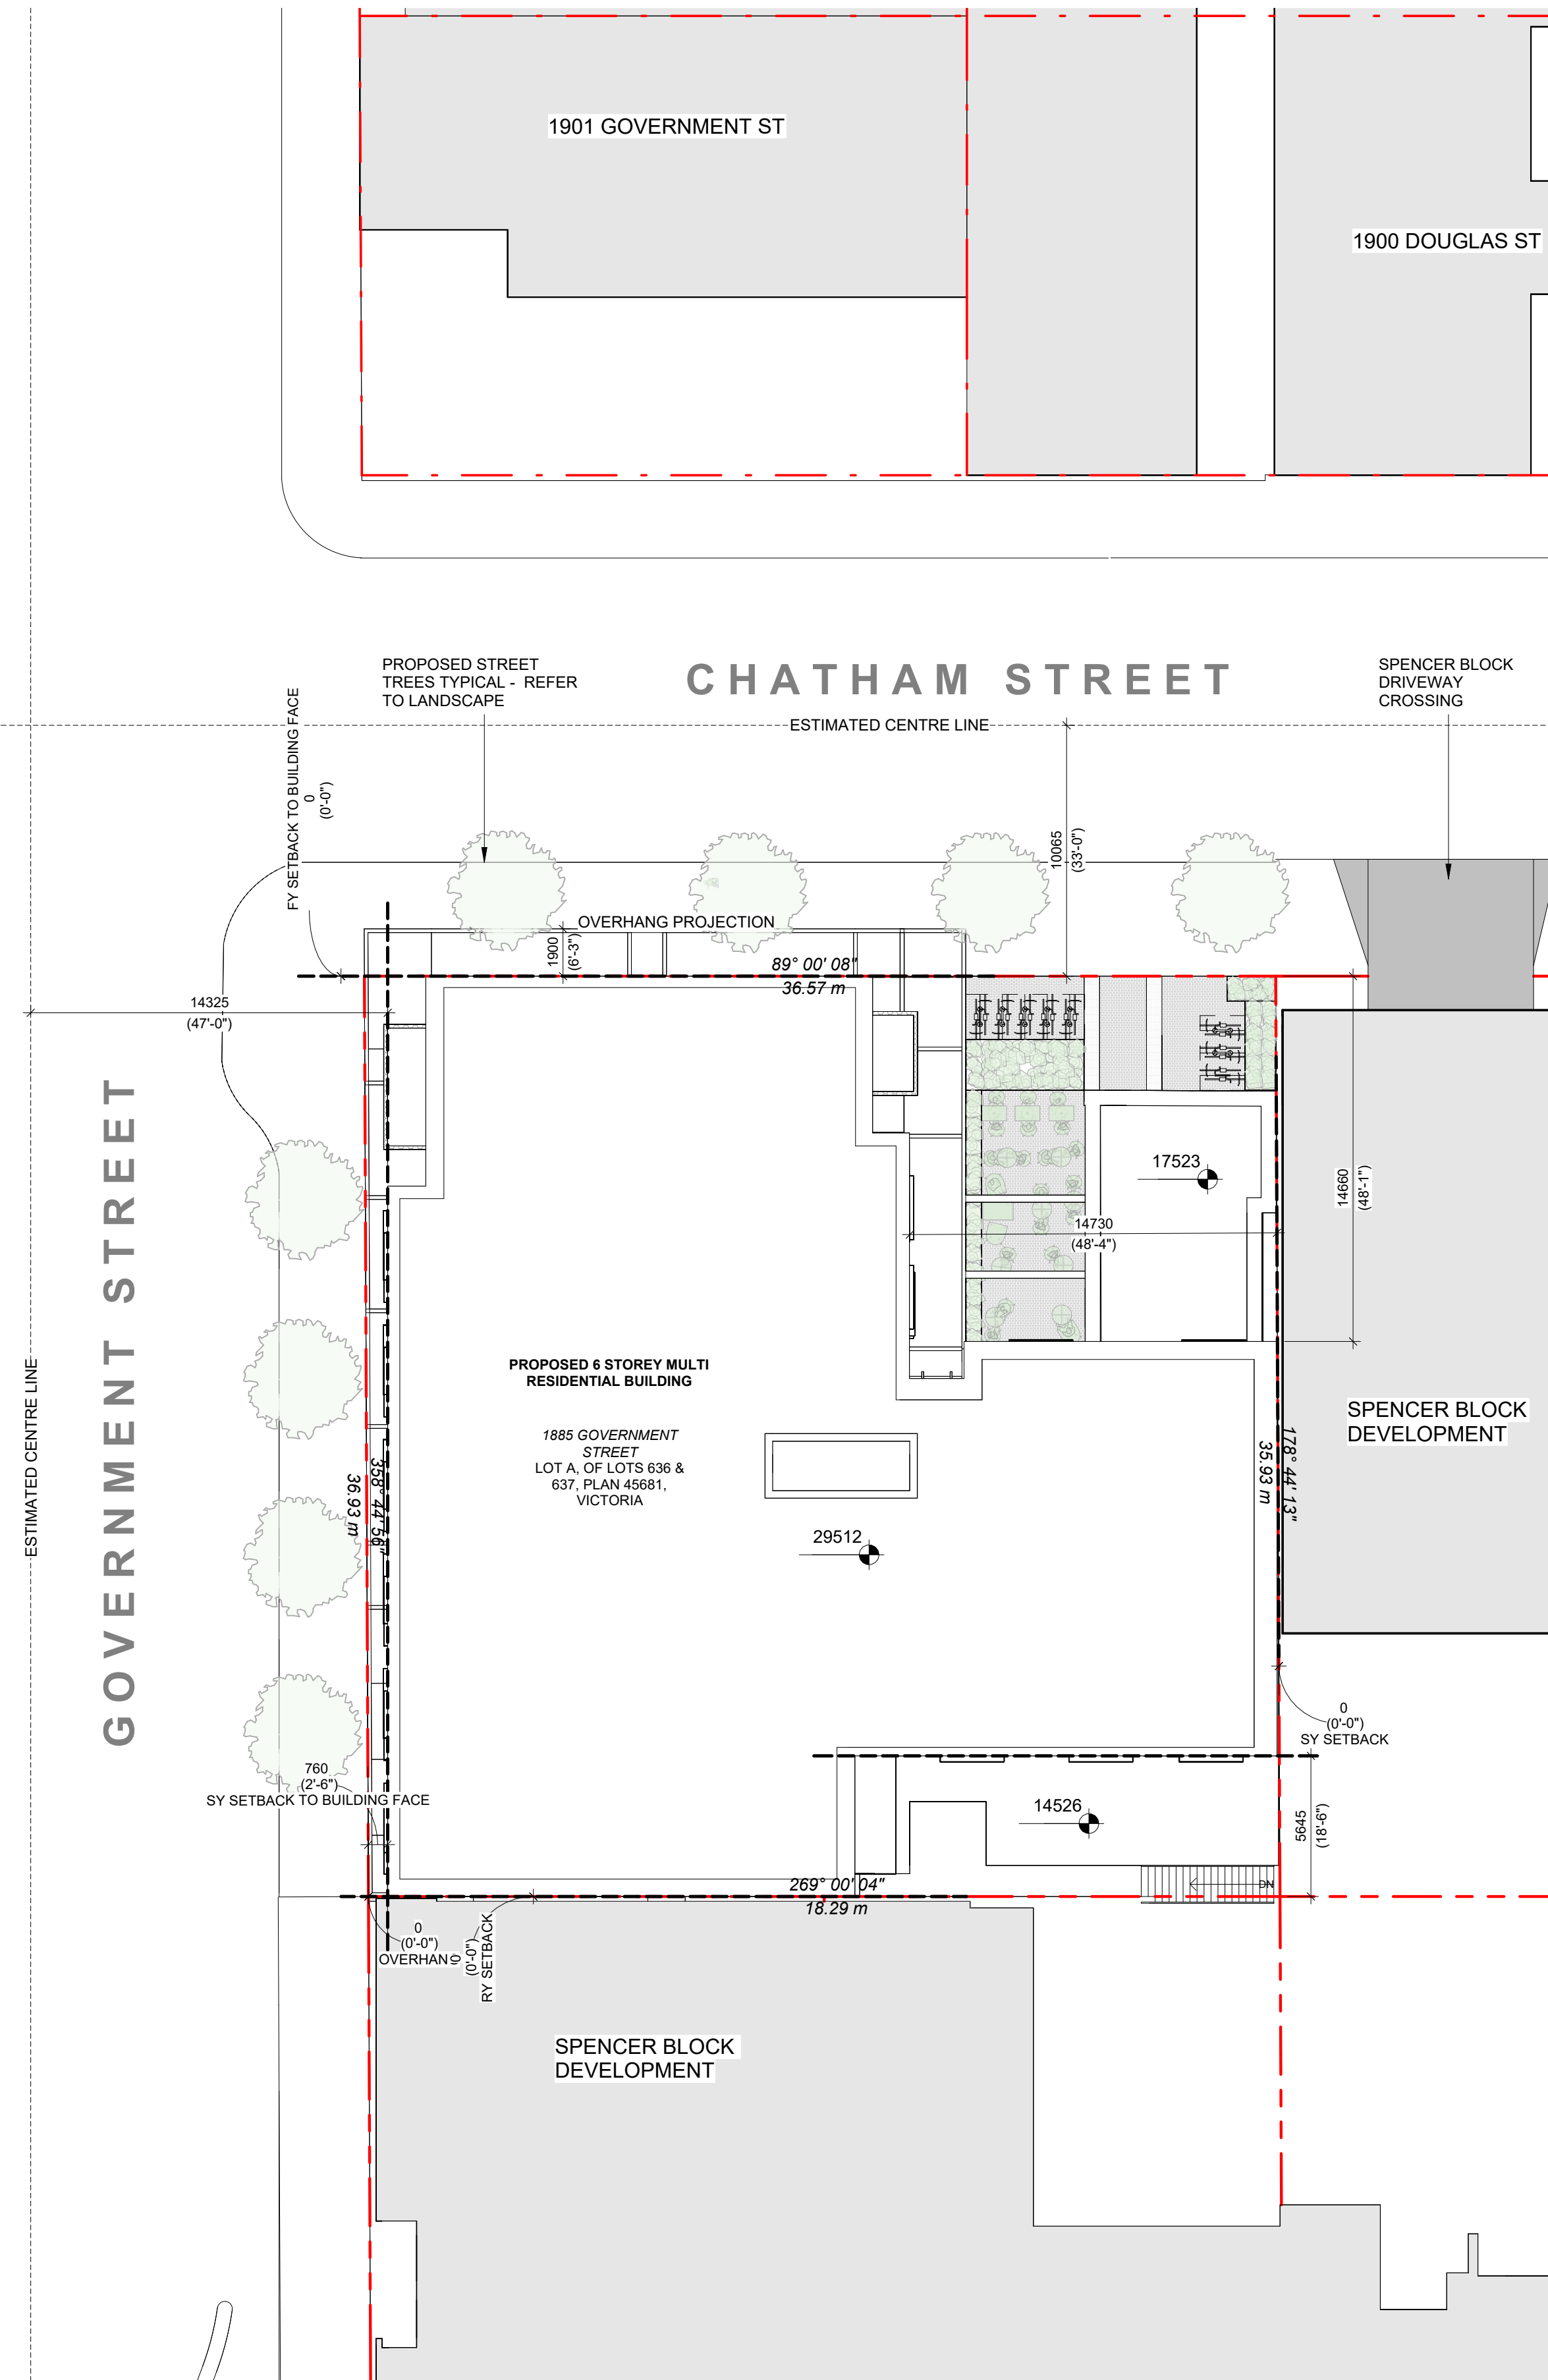 1901 GOVERNMENT ST
1900 DOUGLAS ST
CHATHAM STREET
ESTIMATED CENTRE LINE
PROPOSED STREET
TREES TYPICAL - REFER
TO LANDSCAPE
SPENCER BLOCK
DRIVEWAY
CROSSING
FY SETBACK TO BUILDING FACE
0
(0'-0")
10065
(33'-0")
OVERHANG PROJECTION
1900
(6'-3")
89° 00' 08"
36.57 m
14325
(47'-0")
GOVERNMENT STREET
ESTIMATED CENTRE LINE
17523
14660
(48'-1")
14730
(48'-4")
PROPOSED 6 STOREY MULTI
RESIDENTIAL BUILDING
1885 GOVERNMENT
STREET
LOT A, OF LOTS 636 &
637, PLAN 45681,
VICTORIA
SPENCER BLOCK
DEVELOPMENT
358° 44' 56"
36.93 m
178° 44' 13"
35.93 m
29512
0
(0'-0")
SY SETBACK
760
(2'-6")
SY SETBACK TO BUILDING FACE
14526
5645
(18'-6")
DN
269° 00' 04"
18.29 m
0
(0'-0")
OVERHAN
0
(0'-0")
RY SETBACK
SPENCER BLOCK
DEVELOPMENT